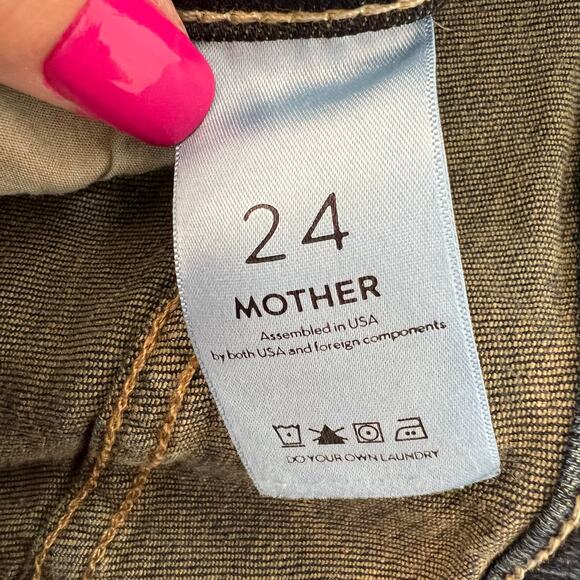 24
MOTHER
Assembled in USA
by both USA and foreign components
DO YOUR OWN LAUNDRY